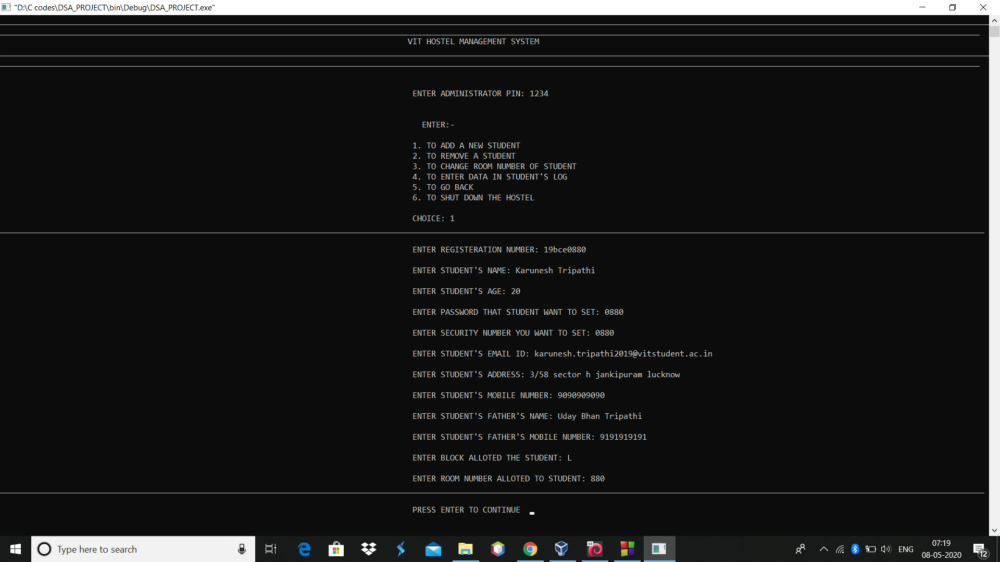 "D:\C codes\DSA_PROJECT\bin\Debug\DSA_PROJECT.exe"
VIT HOSTEL MANAGEMENT SYSTEM
ENTER ADMINISTRATOR PIN: 1234
ENTER:-
1. TO ADD A NEW STUDENT
2. TO REMOVE A STUDENT
3. TO CHANGE ROOM NUMBER OF STUDENT
4. TO ENTER DATA IN STUDENT'S LOG
5. TO GO BACK
6. TO SHUT DOWN THE HOSTEL
CHOICE: 1
ENTER REGISTERATION NUMBER: 19bce0880
ENTER STUDENT'S NAME: Karunesh Tripathi
ENTER STUDENT'S AGE: 20
ENTER PASSWORD THAT STUDENT WANT TO SET: 0880
ENTER SECURITY NUMBER YOU WANT TO SET: 0880
ENTER STUDENT'S EMAIL ID: karunesh.tripathi2019@vitstudent.ac.in
ENTER STUDENT'S ADDRESS: 3/58 sector h jankipuram lucknow
ENTER STUDENT'S MOBILE NUMBER: 9090909090
ENTER STUDENT'S FATHER'S NAME: Uday Bhan Tripathi
ENTER STUDENT'S FATHER'S MOBILE NUMBER: 9191919191
ENTER BLOCK ALLOTED THE STUDENT: L
ENTER ROOM NUMBER ALLOTED TO STUDENT: 880
PRESS ENTER TO CONTINUE
Type here to search
64
ENG
07:19
08-05-2020
12